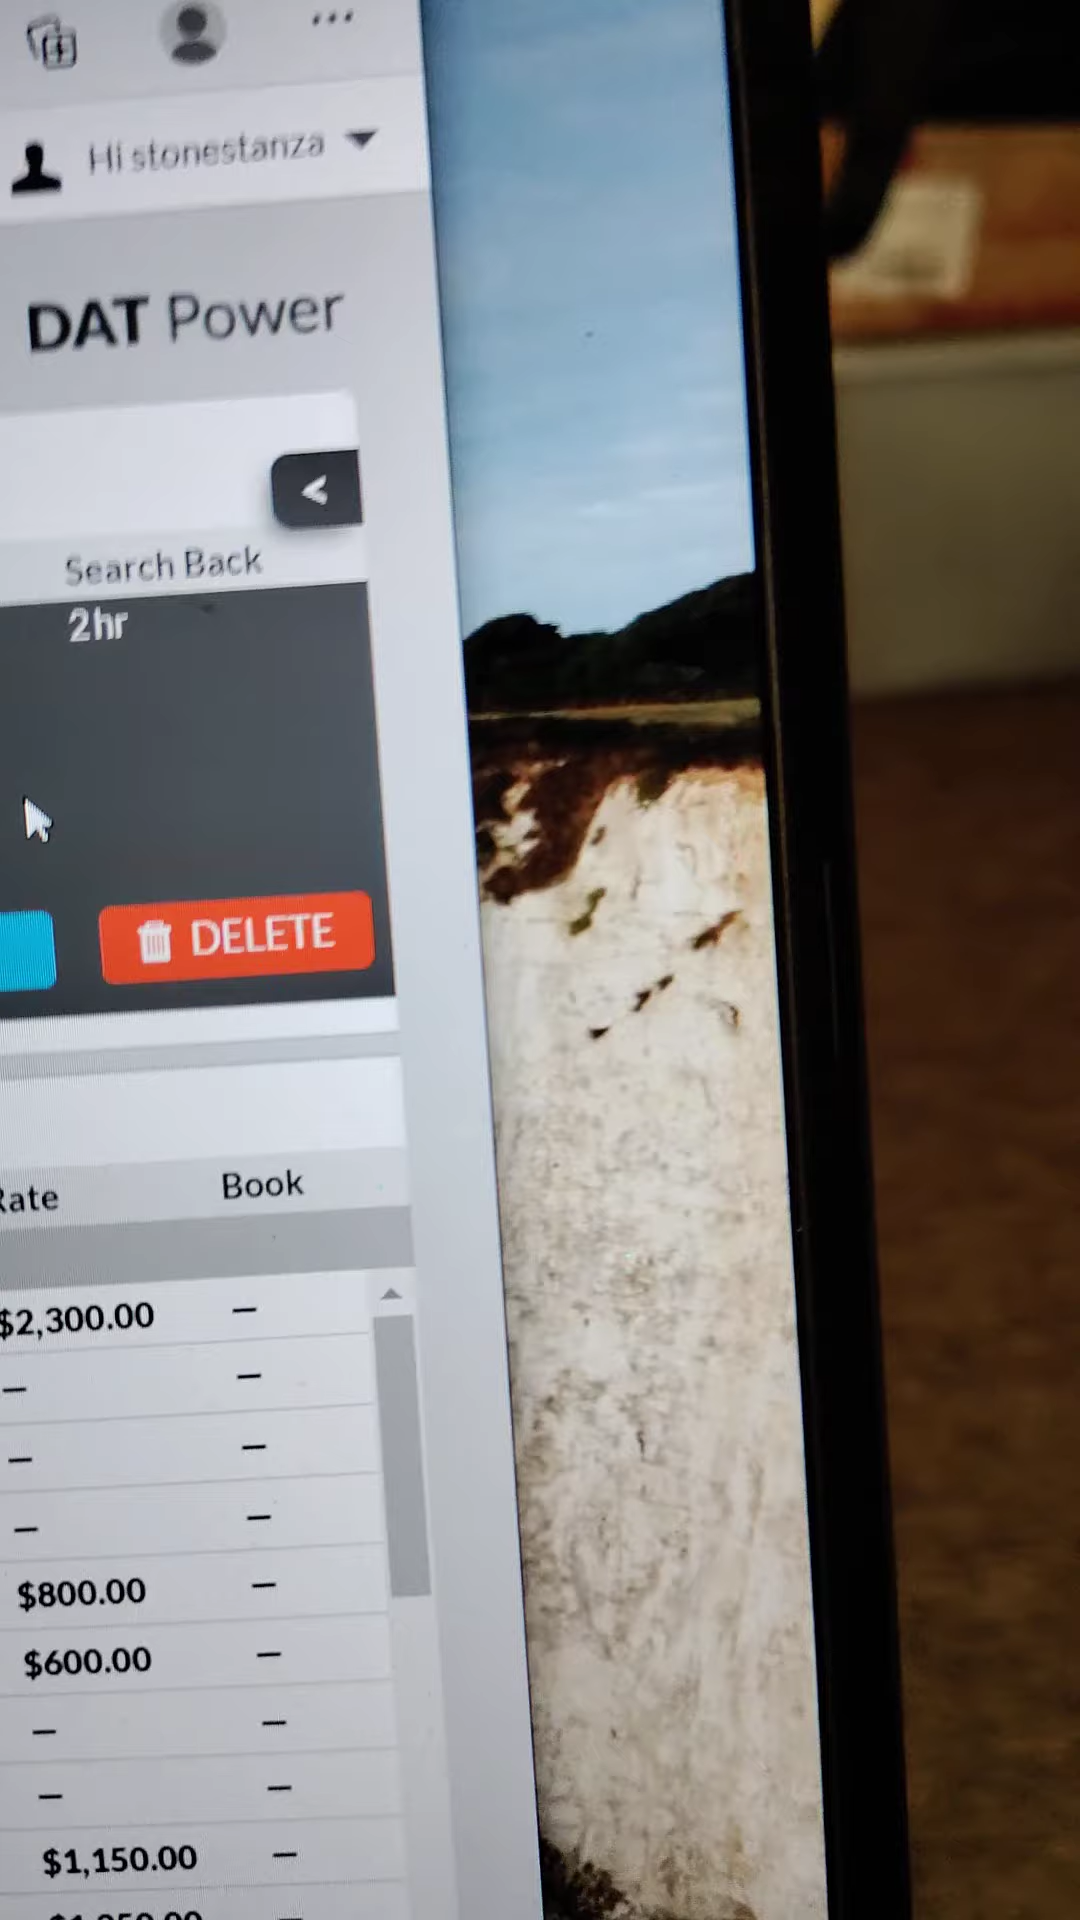 Hi stonestanza
DAT Power
<
Search Back
2hr
DELETE
Rate Book
$2,300.00 –
– –
– –
– –
$800.00 –
$600.00 –
– –
– –
$1,150.00 –